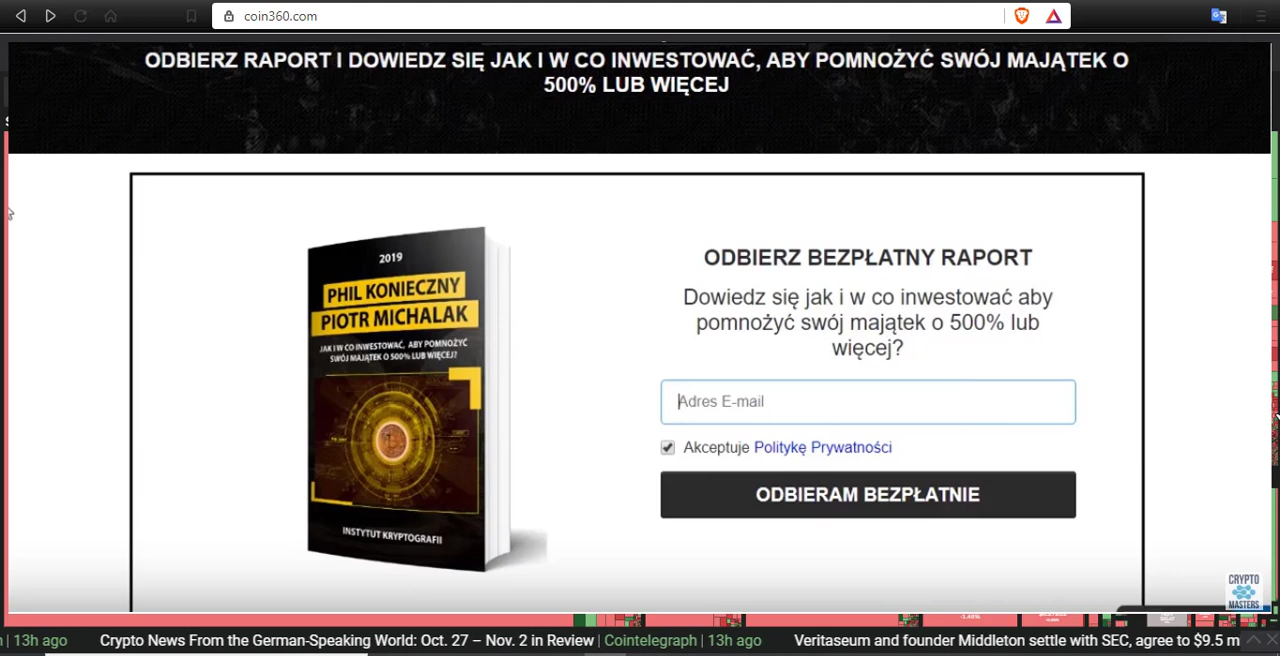 coin360.com
ODBIERZ RAPORT I DOWIEDZ SIĘ JAK I W CO INWESTOWAĆ, ABY POMNOŻYĆ SWÓJ MAJĄTEK O
500% LUB WIĘCEJ
2019
PHIL KONIECZNY
PIOTR MICHALAK
JAK I W CO INWESTOWAĆ, ABY POMNOŻYĆ
SWÓJ MAJĄTEK O 500% LUB WIĘCEJ?
INSTYTUT KRYPTOGRAFII
ODBIERZ BEZPŁATNY RAPORT
Dowiedz się jak i w co inwestować aby
pomnożyć swój majątek o 500% lub
więcej?
Adres E-mail
Akceptuje Politykę Prywatności
ODBIERAM BEZPŁATNIE
CRYPTO
MASTERS
| 13h ago Crypto News From the German-Speaking World: Oct. 27 – Nov. 2 in Review | Cointelegraph | 13h ago Veritaseum and founder Middleton settle with SEC, agree to $9.5 m